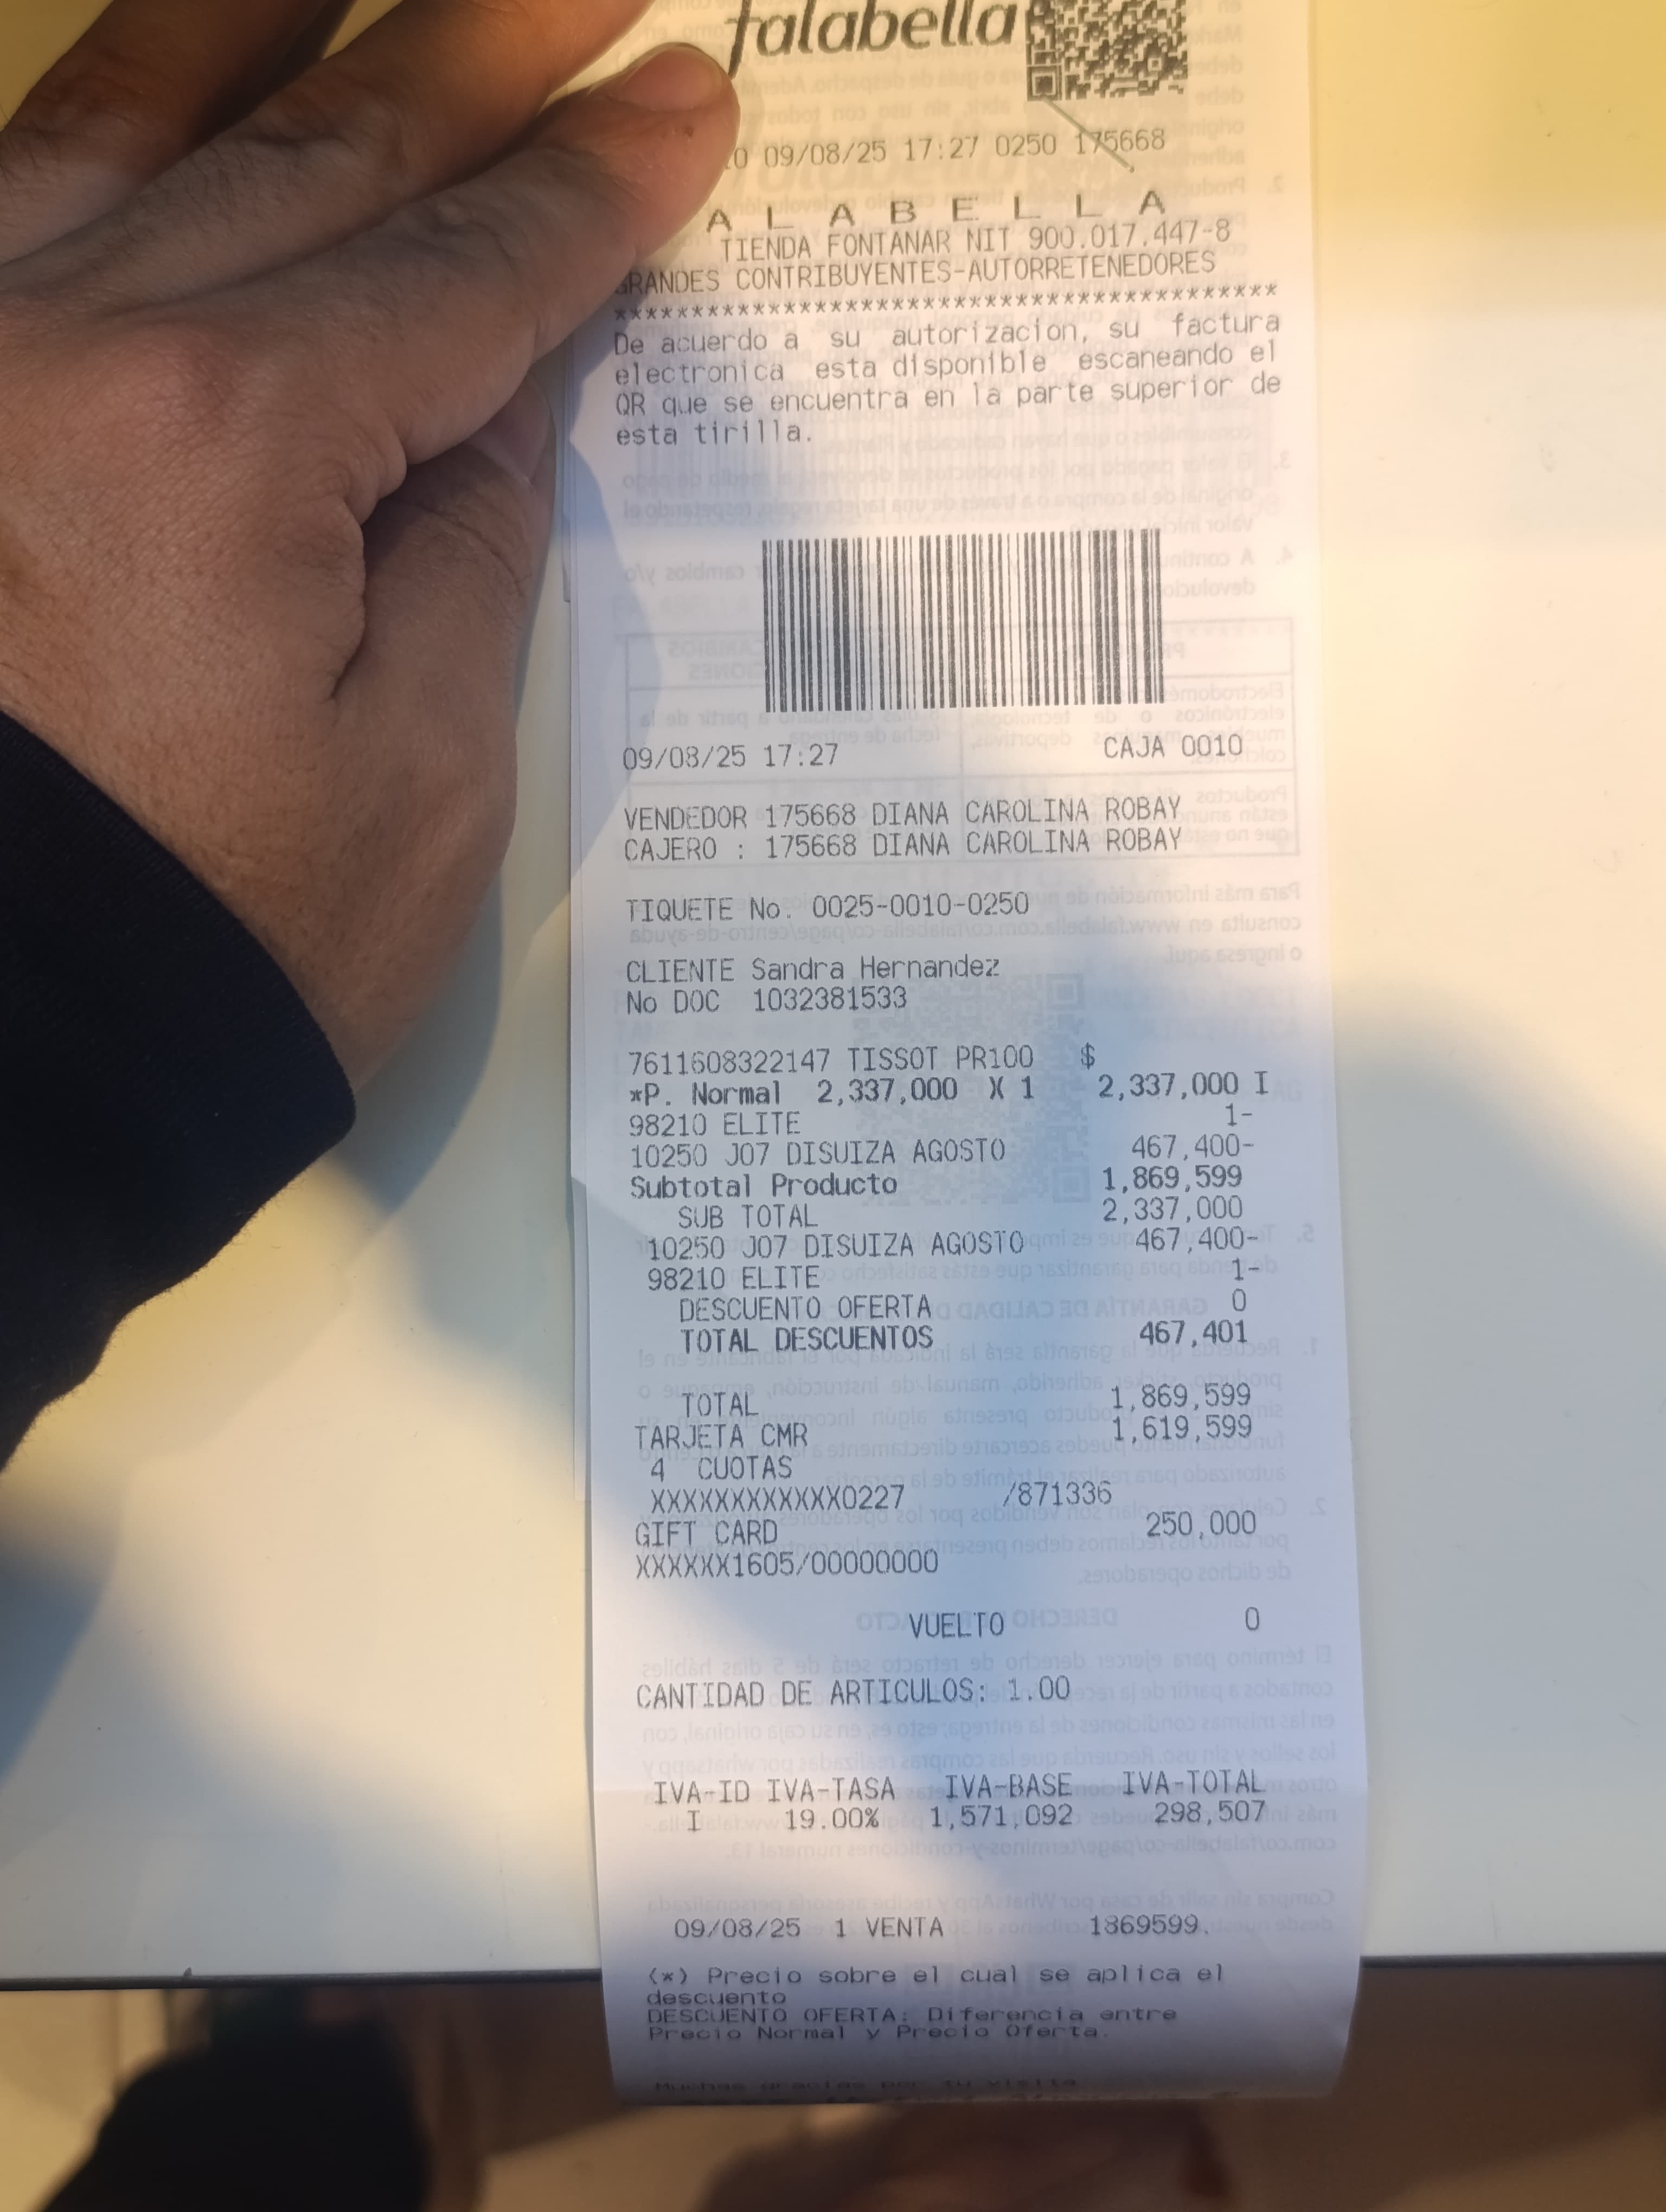 falabella
0 09/08/25 17:27 0250 175668
A L A B E L L A
TIENDA FONTANAR NIT 900.017.447-8
GRANDES CONTRIBUYENTES-AUTORRETENEDORES
*******************************************
De acuerdo a su autorizacion, su factura
electronica esta disponible escaneando el
QR que se encuentra en la parte superior de
esta tirilla.
09/08/25 17:27 CAJA 0010
VENDEDOR 175668 DIANA CAROLINA ROBAY
CAJERO : 175668 DIANA CAROLINA ROBAY
TIQUETE No. 0025-0010-0250
CLIENTE Sandra Hernandez
No DOC 1032381533
7611608322147 TISSOT PR100 $
*P. Normal 2,337,000 X 1 2,337,000 I
98210 ELITE 1-
10250 J07 DISUIZA AGOSTO 467,400-
Subtotal Producto 1,869,599
SUB TOTAL 2,337,000
10250 J07 DISUIZA AGOSTO 467,400-
98210 ELITE 1-
DESCUENTO OFERTA 0
TOTAL DESCUENTOS 467,401
TOTAL 1,869,599
TARJETA CMR 1,619,599
4 CUOTAS
XXXXXXXXXXXX0227 /871336
GIFT CARD 250,000
XXXXXX1605/00000000
VUELTO 0
CANTIDAD DE ARTICULOS: 1.00
IVA-ID IVA-TASA IVA-BASE IVA-TOTAL
I 19.00% 1,571,092 298,507
09/08/25 1 VENTA 1869599.
(*) Precio sobre el cual se aplica el
descuento
DESCUENTO OFERTA: Diferencia entre
Precio Normal y Precio Oferta.
Muchas gracias por tu visita